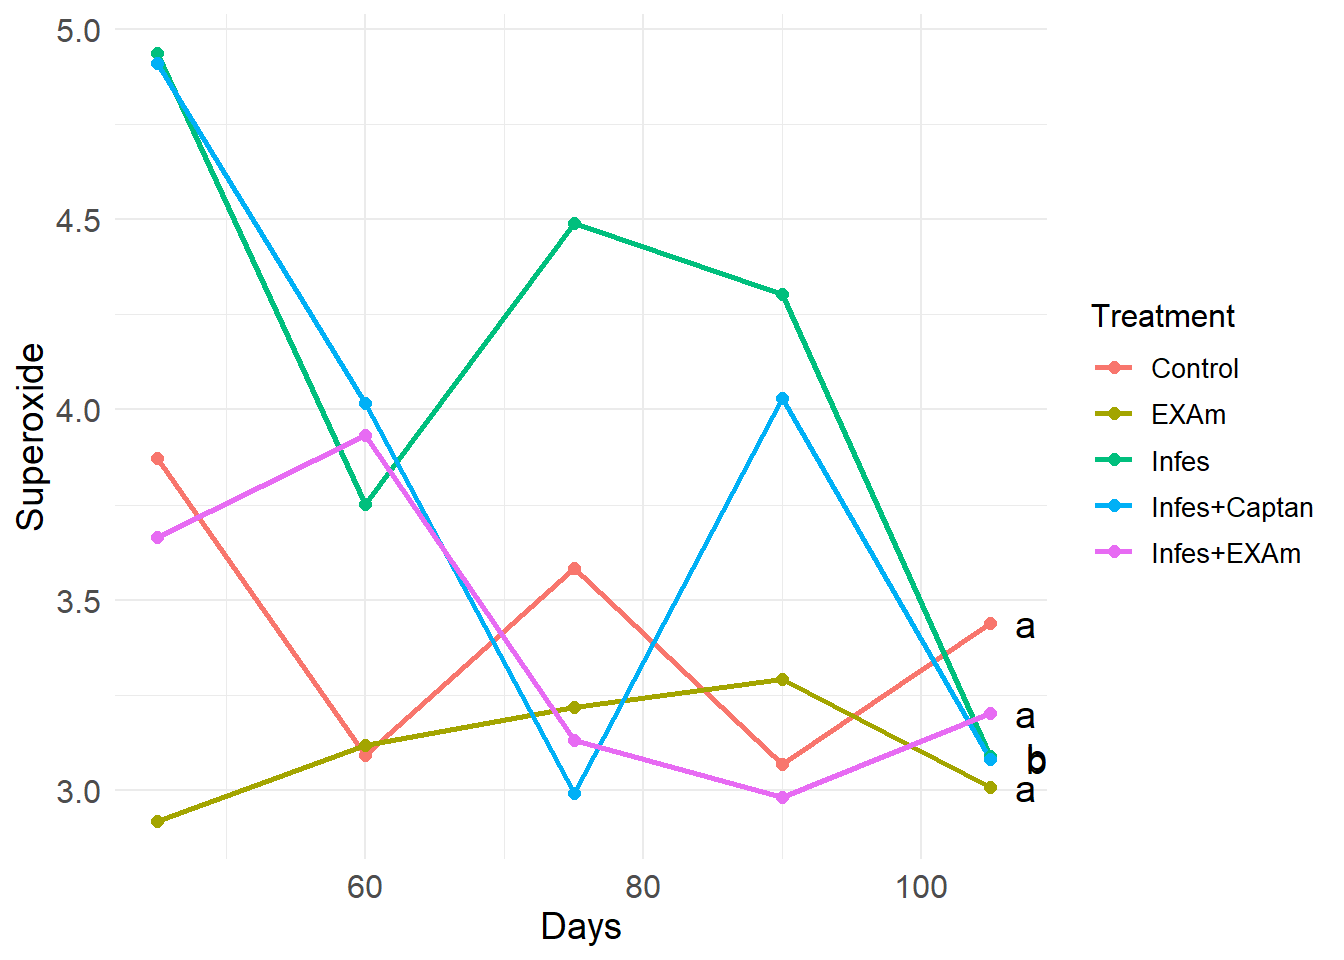 5.0
4.5
4.0
3.5
3.0
Superoxide
60 80 100
Days
a
a
b
a
Treatment
Control
EXAm
Infes
Infes+Captan
Infes+EXAm